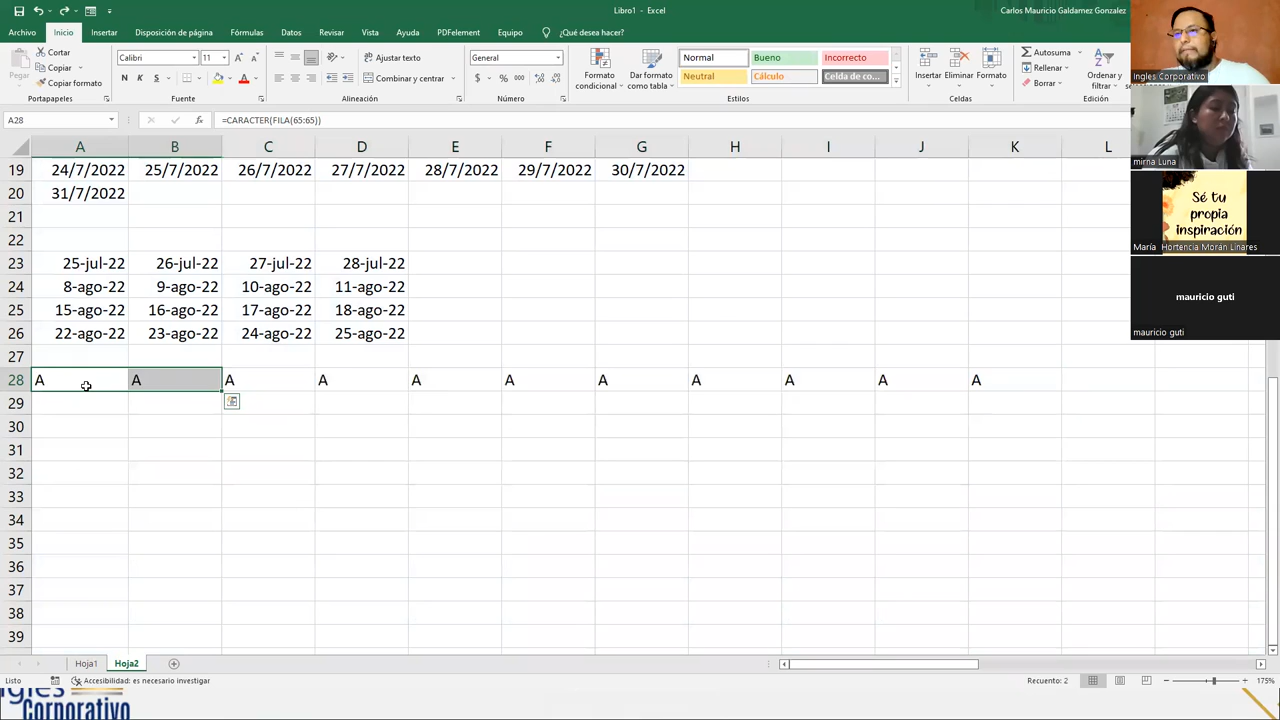 Libro1 - Excel
Carlos Mauricio Galdamez Gonzalez
Archivo Inicio Insertar Disposición de página Fórmulas Datos Revisar Vista Ayuda PDFelement Equipo ¿Qué desea hacer?
Pegar
Cortar
Copiar
Copiar formato
Portapapeles
Calibri 11
N K S
Fuente
Ajustar texto
Combinar y centrar
Alineación
General
Número
Formato condicional
Dar formato como tabla
Normal Bueno Incorrecto
Neutral Cálculo Celda de co...
Estilos
Insertar Eliminar Formato
Celdas
Autosuma
Rellenar
Borrar
Ordenar y
filtrar
Edición
A28 =CARACTER(FILA(65:65))
A B C D E F G H I J K L
19 24/7/2022 25/7/2022 26/7/2022 27/7/2022 28/7/2022 29/7/2022 30/7/2022
20 31/7/2022
21
22
23 25-jul-22 26-jul-22 27-jul-22 28-jul-22
24 8-ago-22 9-ago-22 10-ago-22 11-ago-22
25 15-ago-22 16-ago-22 17-ago-22 18-ago-22
26 22-ago-22 23-ago-22 24-ago-22 25-ago-22
27
28 A A A A A A A A A A A
29
30
31
32
33
34
35
36
37
38
39
Hoja1 Hoja2
Listo Accesibilidad: es necesario investigar Recuento: 2 175%
Ingles Corporativo
mirna Luna
Sé tu
propia
inspiración
María Hortencia Morán Linares
mauricio guti
mauricio guti
Corporativo